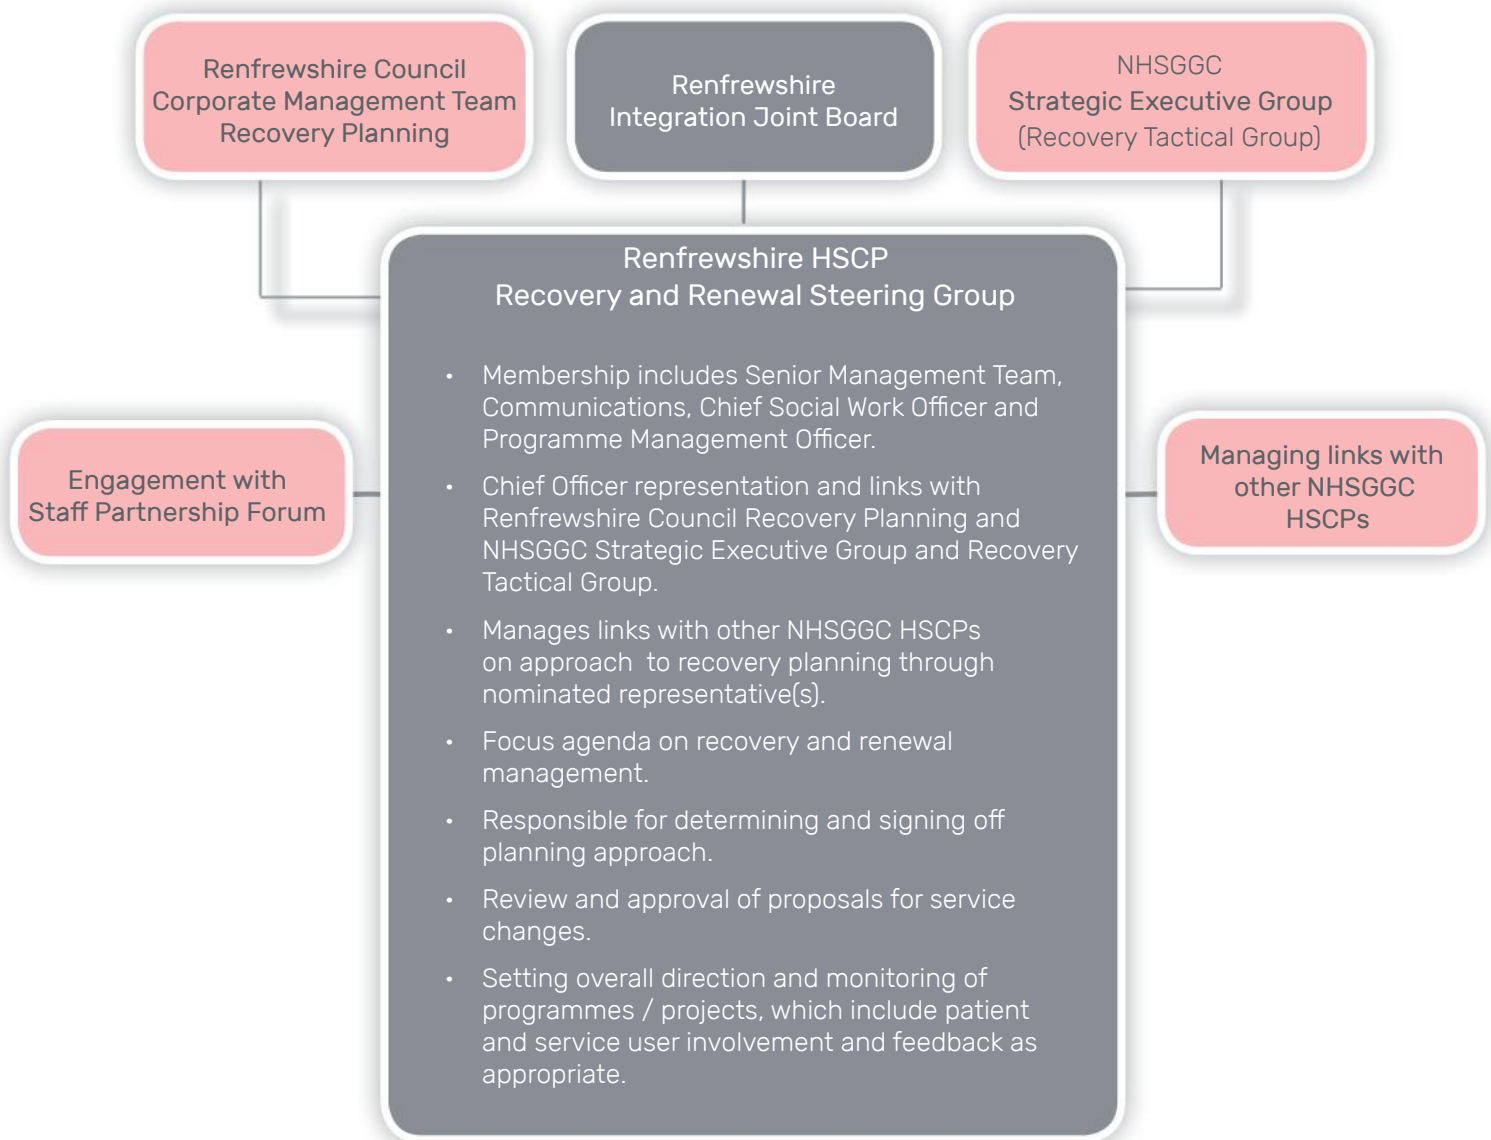 Renfrewshire Council
Corporate Management Team
Recovery Planning
Renfrewshire
Integration Joint Board
NHSGGC
Strategic Executive Group
(Recovery Tactical Group)
Renfrewshire HSCP
Recovery and Renewal Steering Group
• Membership includes Senior Management Team,
Communications, Chief Social Work Officer and
Programme Management Officer.
• Chief Officer representation and links with
Renfrewshire Council Recovery Planning and
NHSGGC Strategic Executive Group and Recovery
Tactical Group.
• Manages links with other NHSGGC HSCPs
on approach to recovery planning through
nominated representative(s).
• Focus agenda on recovery and renewal
management.
• Responsible for determining and signing off
planning approach.
• Review and approval of proposals for service
changes.
• Setting overall direction and monitoring of
programmes / projects, which include patient
and service user involvement and feedback as
appropriate.
Engagement with
Staff Partnership Forum
Managing links with
other NHSGGC
HSCPs